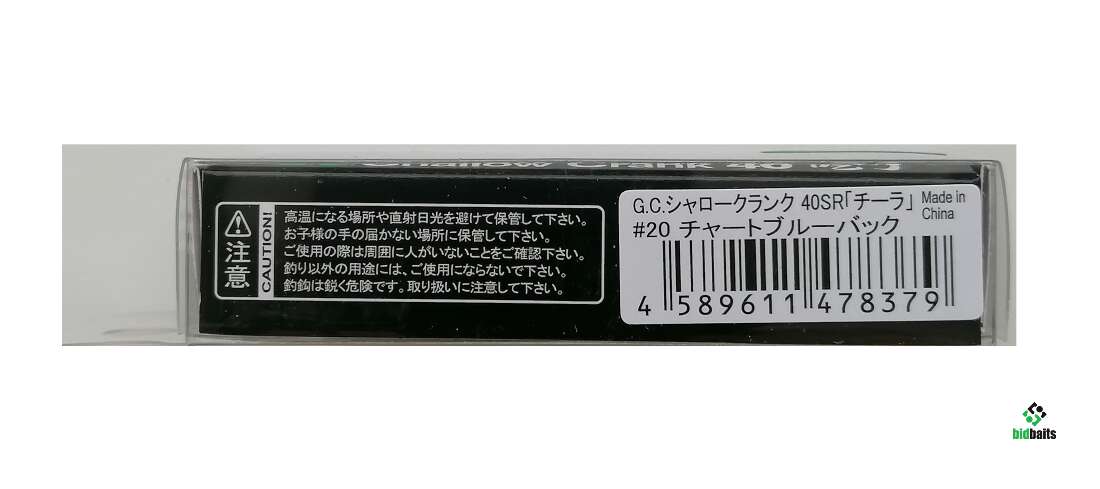 Crank 40
注意
CAUTION!
高温になる場所や直射日光を避けて保管して下さい。
お子様の手の届かない場所に保管して下さい。
ご使用の際は周囲に人がいないことをご確認下さい。
釣り以外の用途には、ご使用にならないで下さい。
釣鈎は鋭く危険です。取り扱いに注意して下さい。
G.C.シャロークランク 40SR「チーラ」
Made in
China
#20 チャートブルーバック
4 589611 478379
bidbaits